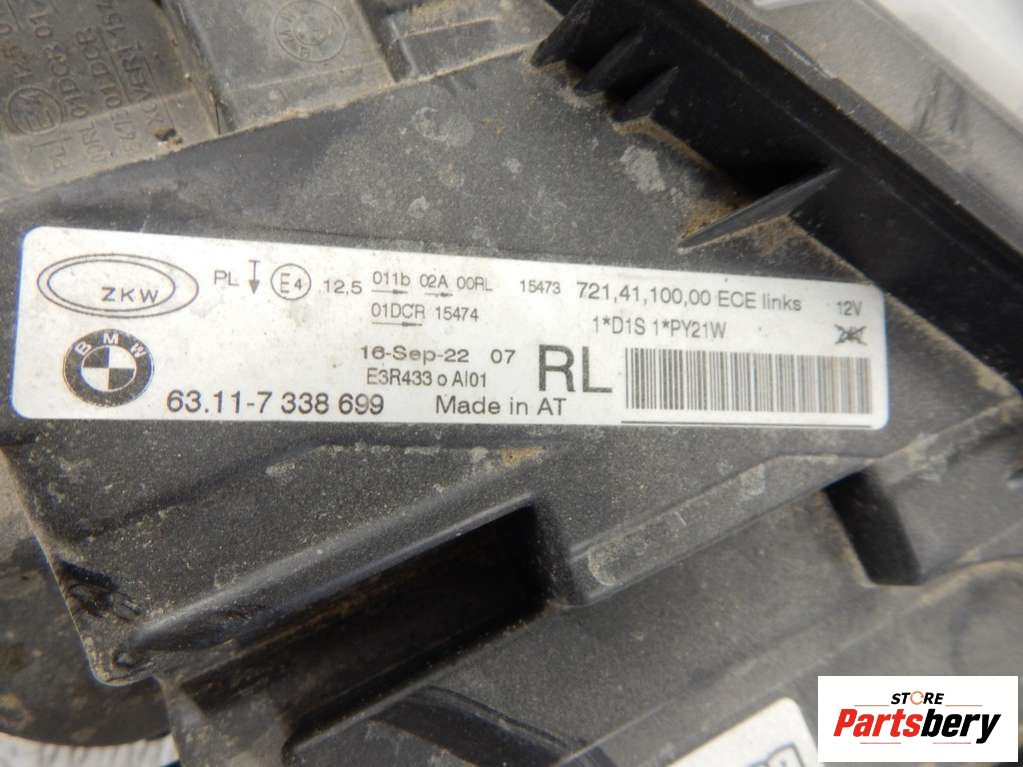 ZKW
PL E4 12,5 011b 02A 00RL 15473 721,41,100,00 ECE links 12V
01DCR 15474 1*D1S 1*PY21W 24V
BMW
16-Sep-22 07 RL
E3R433 o AI01
63.11-7 338 699 Made in AT
STORE
Partsbery